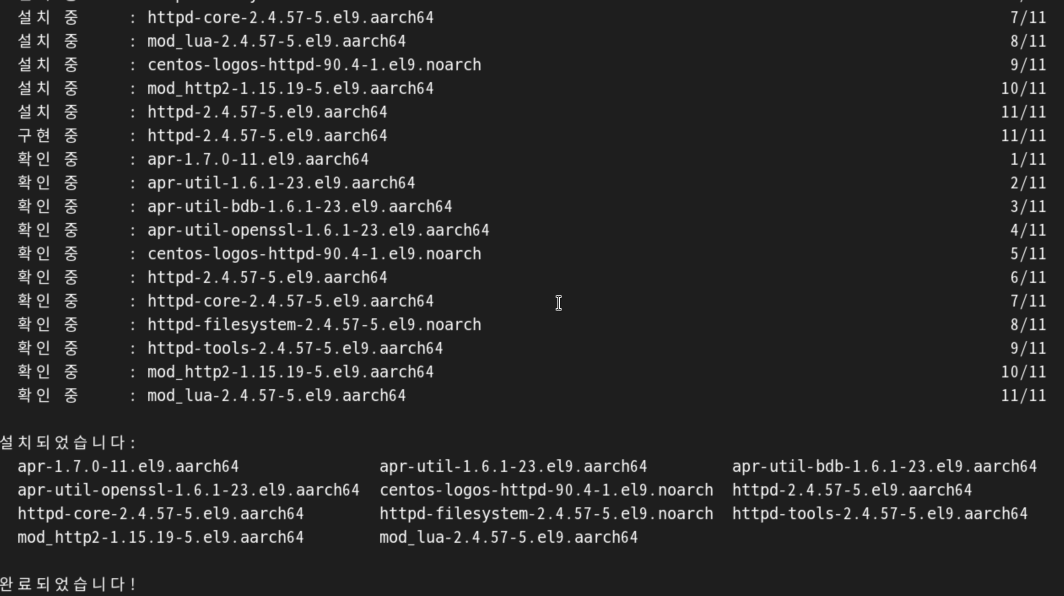 설치 중 : httpd-core-2.4.57-5.el9.aarch64 7/11
설치 중 : mod_lua-2.4.57-5.el9.aarch64 8/11
설치 중 : centos-logos-httpd-90.4-1.el9.noarch 9/11
설치 중 : mod_http2-1.15.19-5.el9.aarch64 10/11
설치 중 : httpd-2.4.57-5.el9.aarch64 11/11
구현 중 : httpd-2.4.57-5.el9.aarch64 11/11
확인 중 : apr-1.7.0-11.el9.aarch64 1/11
확인 중 : apr-util-1.6.1-23.el9.aarch64 2/11
확인 중 : apr-util-bdb-1.6.1-23.el9.aarch64 3/11
확인 중 : apr-util-openssl-1.6.1-23.el9.aarch64 4/11
확인 중 : centos-logos-httpd-90.4-1.el9.noarch 5/11
확인 중 : httpd-2.4.57-5.el9.aarch64 6/11
확인 중 : httpd-core-2.4.57-5.el9.aarch64 7/11
확인 중 : httpd-filesystem-2.4.57-5.el9.noarch 8/11
확인 중 : httpd-tools-2.4.57-5.el9.aarch64 9/11
확인 중 : mod_http2-1.15.19-5.el9.aarch64 10/11
확인 중 : mod_lua-2.4.57-5.el9.aarch64 11/11
설치되었습니다:
apr-1.7.0-11.el9.aarch64 apr-util-1.6.1-23.el9.aarch64 apr-util-bdb-1.6.1-23.el9.aarch64
apr-util-openssl-1.6.1-23.el9.aarch64 centos-logos-httpd-90.4-1.el9.noarch httpd-2.4.57-5.el9.aarch64
httpd-core-2.4.57-5.el9.aarch64 httpd-filesystem-2.4.57-5.el9.noarch httpd-tools-2.4.57-5.el9.aarch64
mod_http2-1.15.19-5.el9.aarch64 mod_lua-2.4.57-5.el9.aarch64
완료되었습니다!